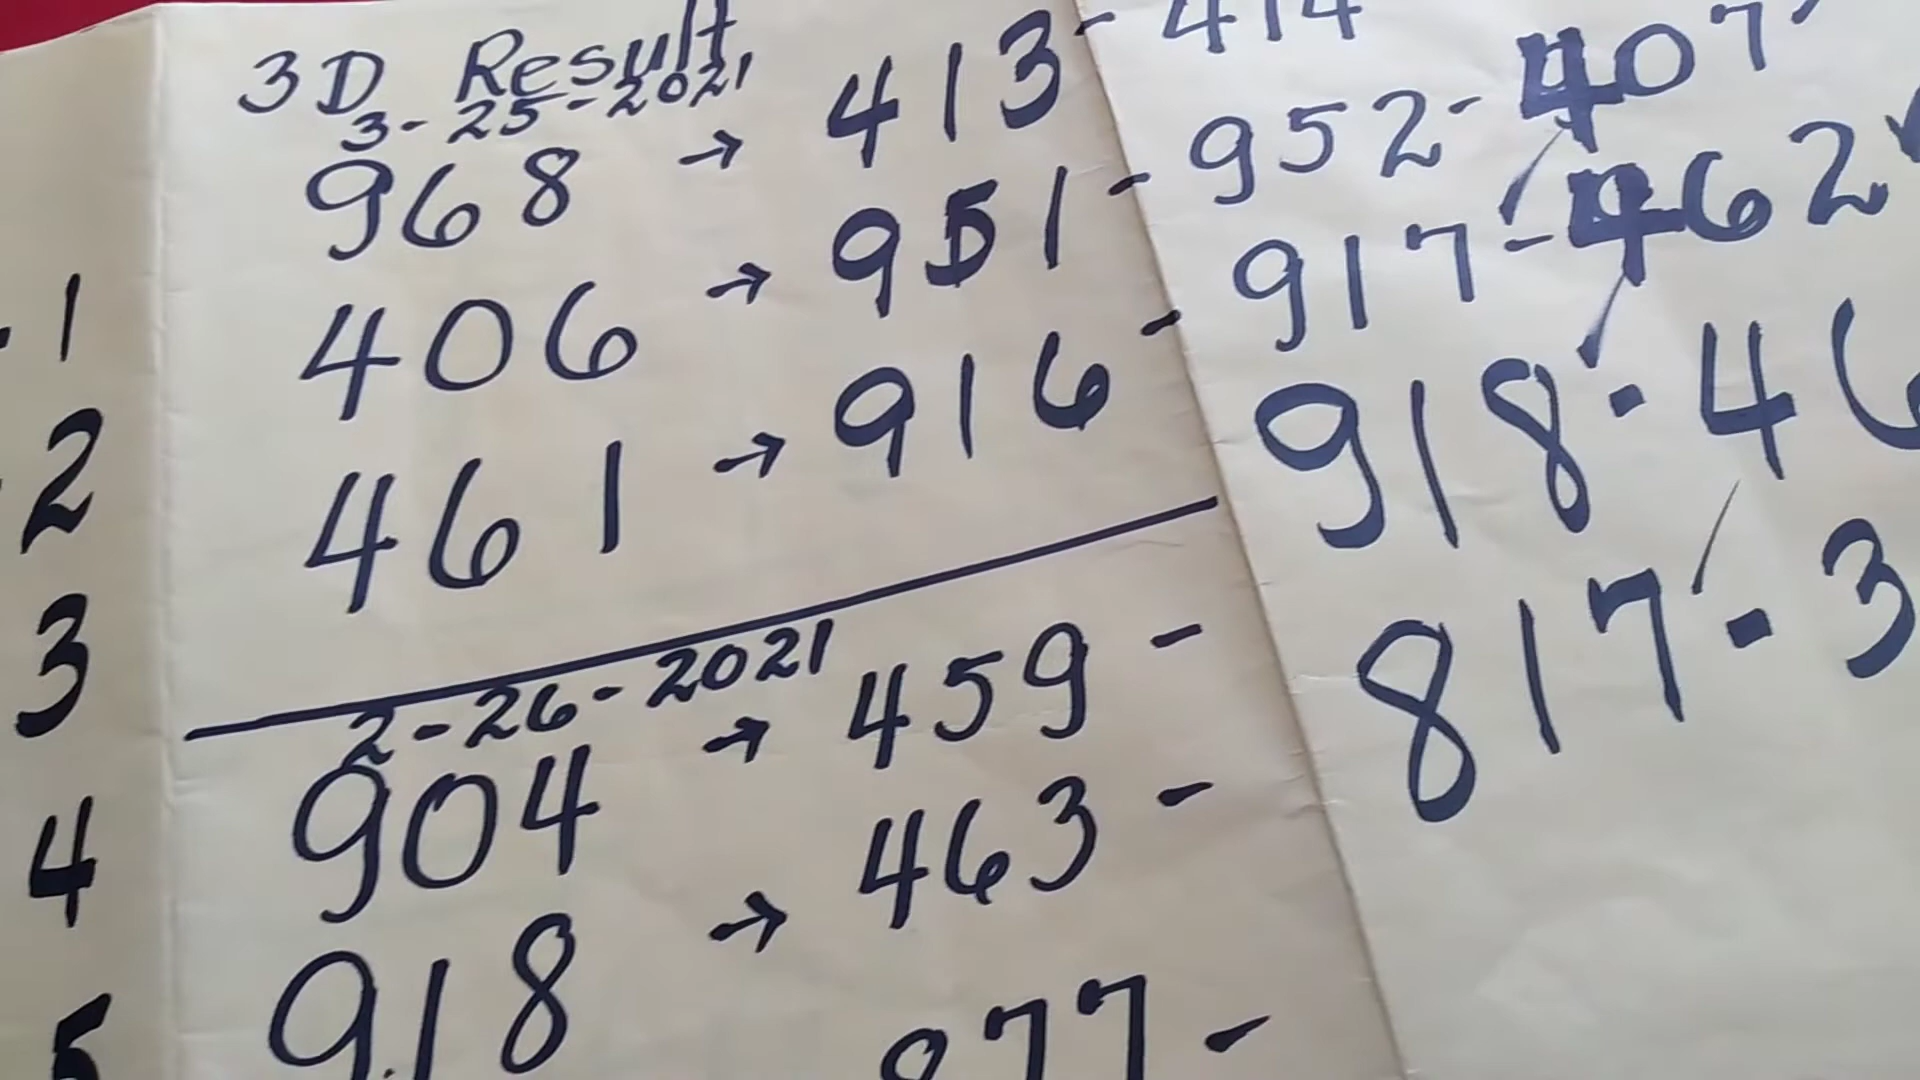 3D Result
3-25-2021
968 → 413 - 414
406 → 951 - 952 - 407
461 → 916 - 917 - 462
918 - 46
2-26-2021
904 → 459 - 817 - 3
918 → 463 -
877 -
1
2
3
4
5